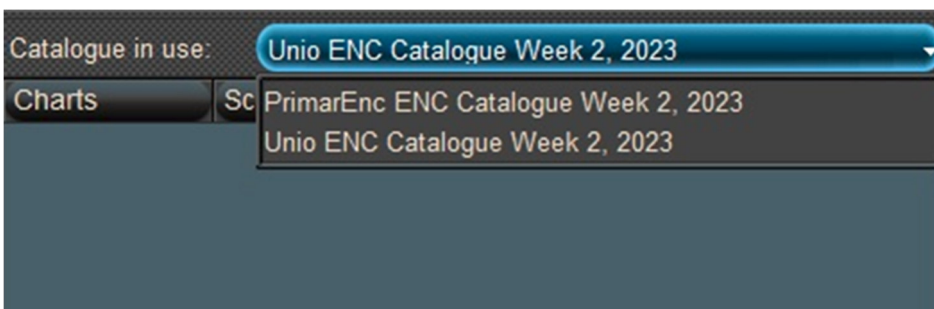 Catalogue in use: Unio ENC Catalogue Week 2, 2023
Charts Sc PrimarEnc ENC Catalogue Week 2, 2023
Unio ENC Catalogue Week 2, 2023